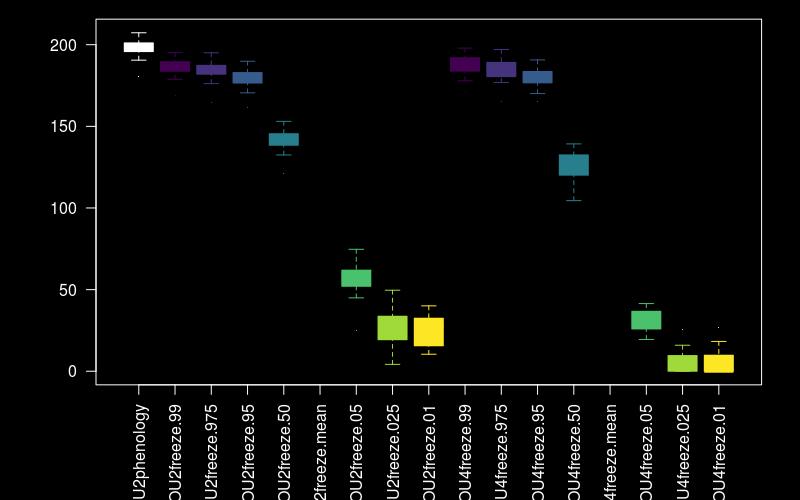 200
150
100
50
0
U2phenology
OU2freeze.99
U2freeze.975
OU2freeze.95
OU2freeze.50
2freeze.mean
OU2freeze.05
U2freeze.025
OU2freeze.01
OU4freeze.99
U4freeze.975
OU4freeze.95
OU4freeze.50
4freeze.mean
OU4freeze.05
U4freeze.025
OU4freeze.01